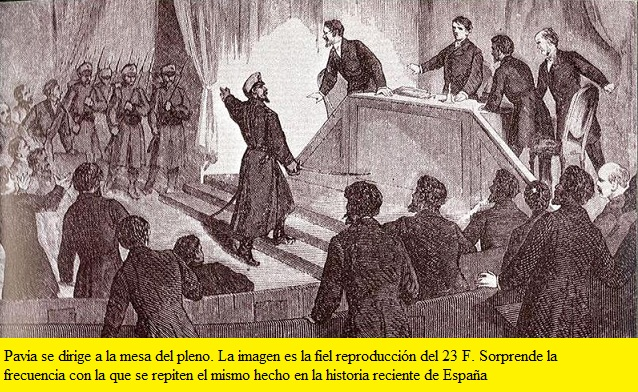 Pavia se dirige a la mesa del pleno. La imagen es la fiel reproducción del 23 F. Sorprende la
frecuencia con la que se repiten el mismo hecho en la historia reciente de España